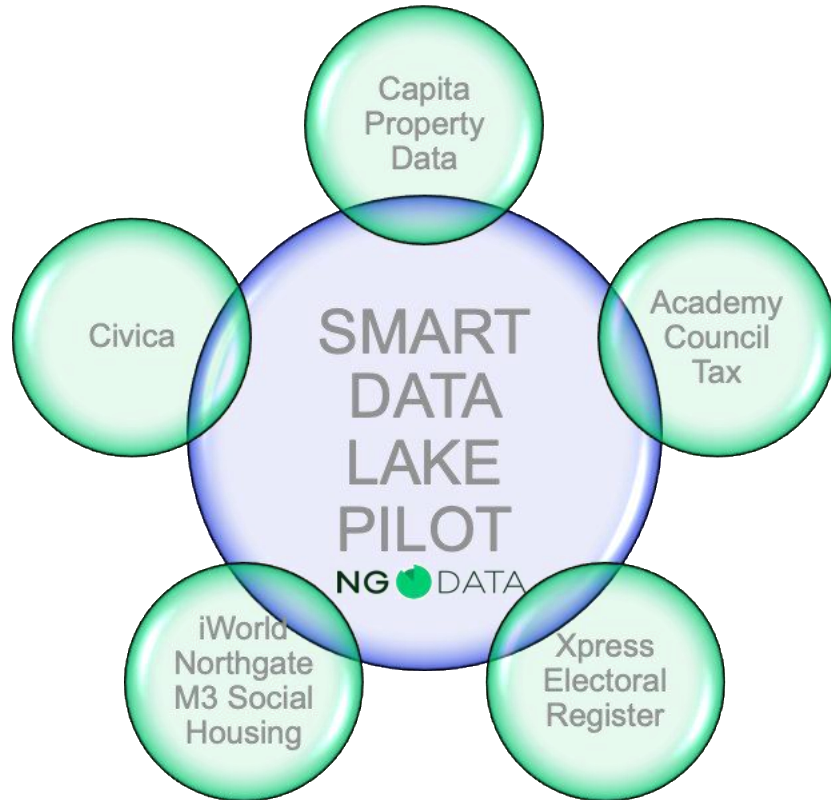 Capita
Property
Data
Civica
Academy
Council
Tax
SMART
DATA
LAKE
PILOT
NG DATA
iWorld
Northgate
M3 Social
Housing
Xpress
Electoral
Register